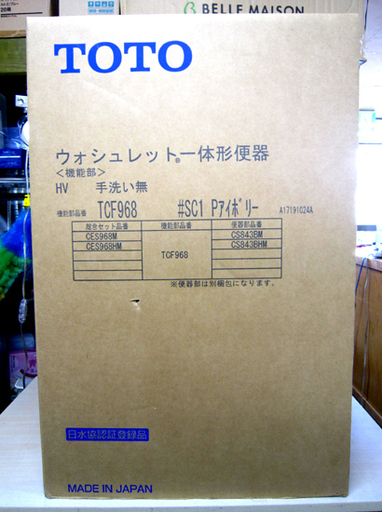 BELLE MAISON
TOTO
ウォシュレット®一体形便器
<機能部>
HV 手洗い無
機能部品番 TCF968 #SC1 Pアイボリー A17191024A
組合セット品番 機能部品番 便器部品番
CES968M CS843BM
CES968HM TCF968 CS843BHM
※便器部は別梱包になります。
日水協認証登録品
MADE IN JAPAN